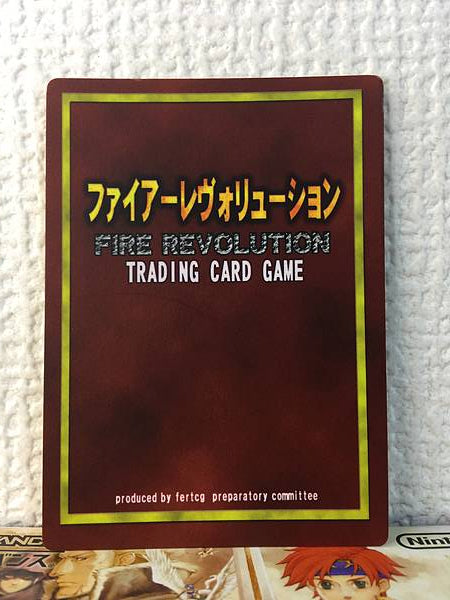 ファイアーレヴォリューション
FIRE REVOLUTION
TRADING CARD GAME
produced by fertcg preparatory committee
Nin